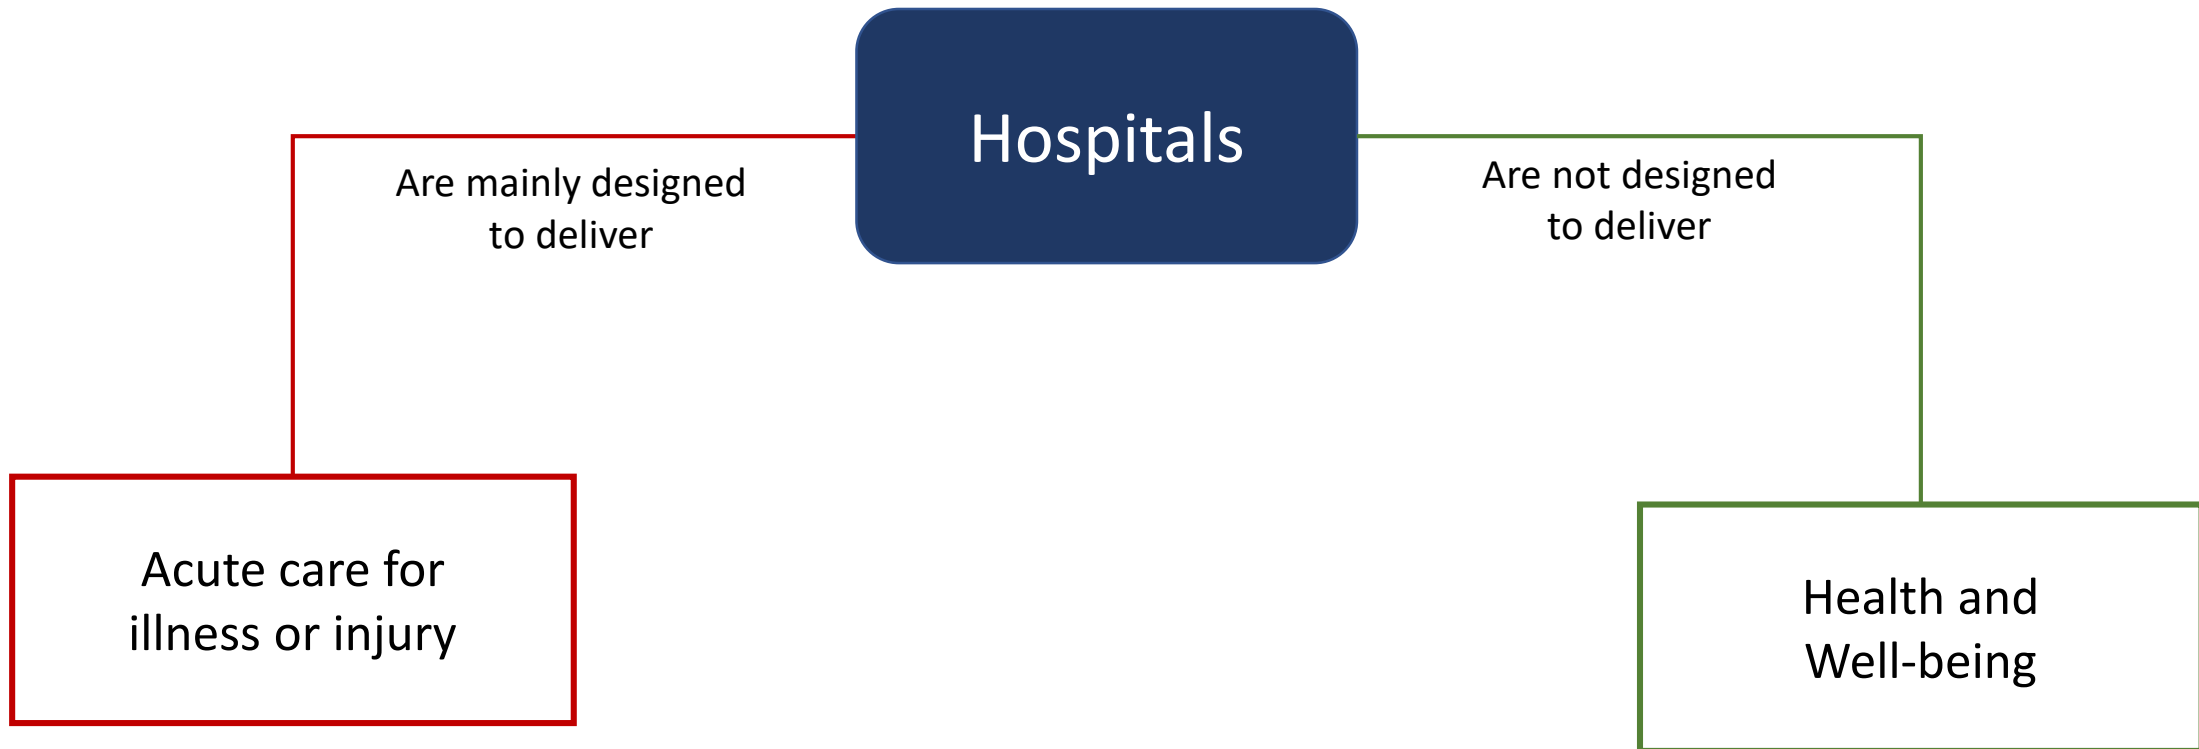 Hospitals
Are mainly designed
to deliver
Are not designed
to deliver
Acute care for
illness or injury
Health and
Well-being